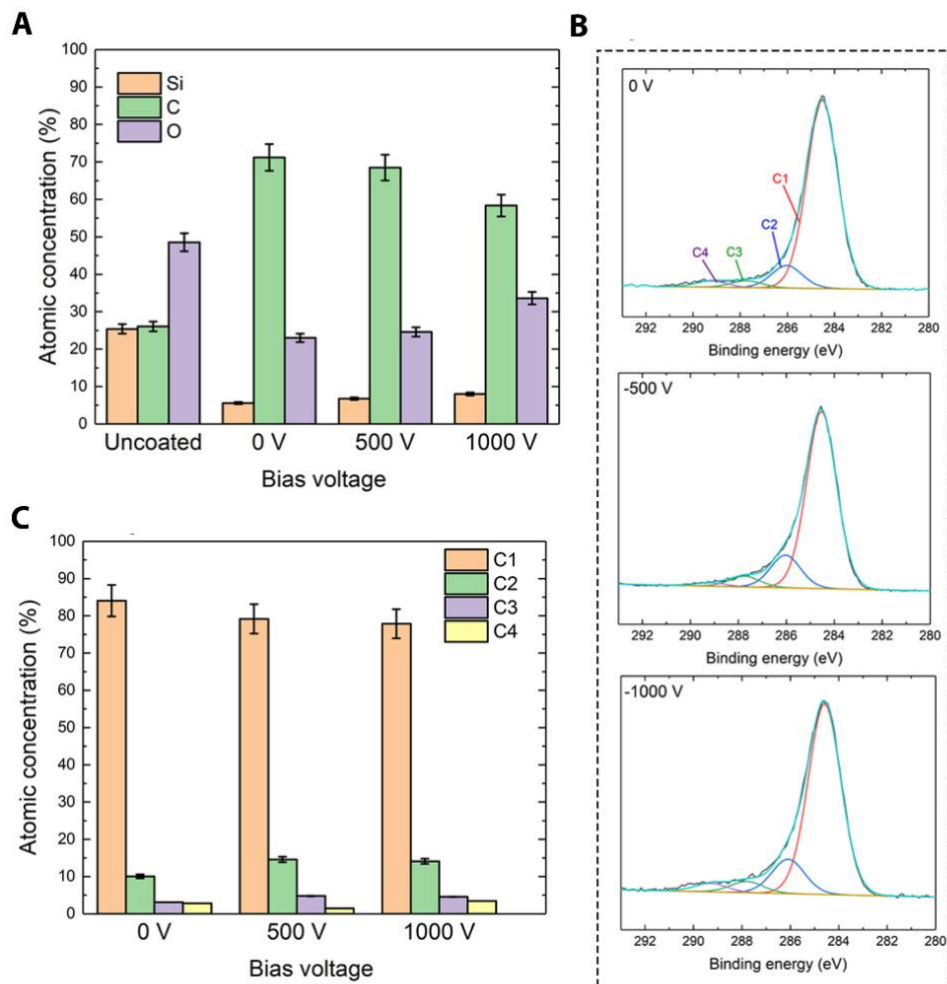 A
100
90
80
70
60
50
40
30
20
10
0
Atomic concentration (%)
Si
C
O
Uncoated 0 V 500 V 1000 V
Bias voltage
B
0 V
C1
C2
C3
C4
292 290 288 286 284 282 280
Binding energy (eV)
-500 V
292 290 288 286 284 282 280
Binding energy (eV)
-1000 V
292 290 288 286 284 282 280
Binding energy (eV)
C
100
90
80
70
60
50
40
30
20
10
0
Atomic concentration (%)
C1
C2
C3
C4
0 V 500 V 1000 V
Bias voltage